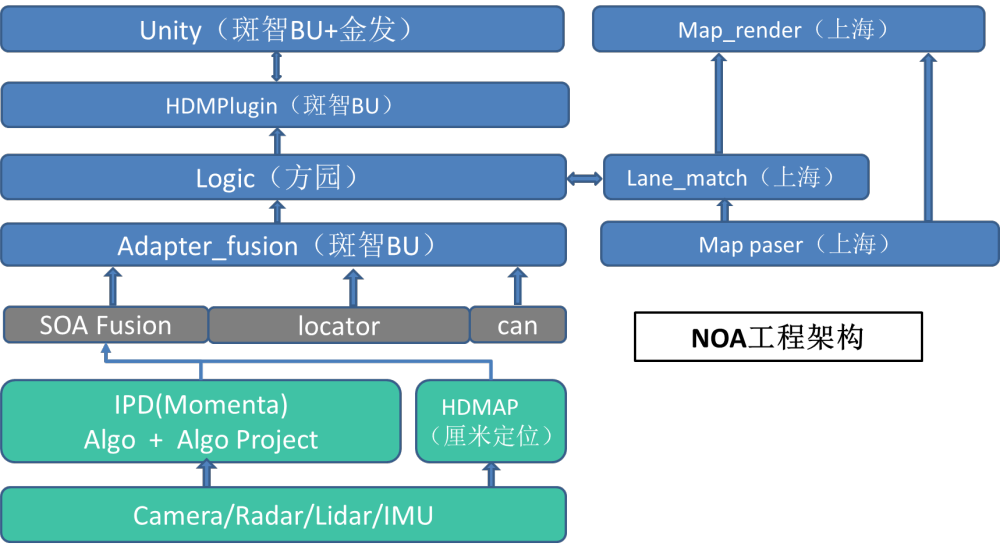 Unity（斑智BU+金发）
Map_render（上海）
HDMPlugin（斑智BU）
Logic（方园）
Lane_match（上海）
Adapter_fusion（斑智BU）
Map paser（上海）
SOA Fusion
locator
can
NOA工程架构
IPD(Momenta)
Algo + Algo Project
HDMAP
（厘米定位）
Camera/Radar/Lidar/IMU